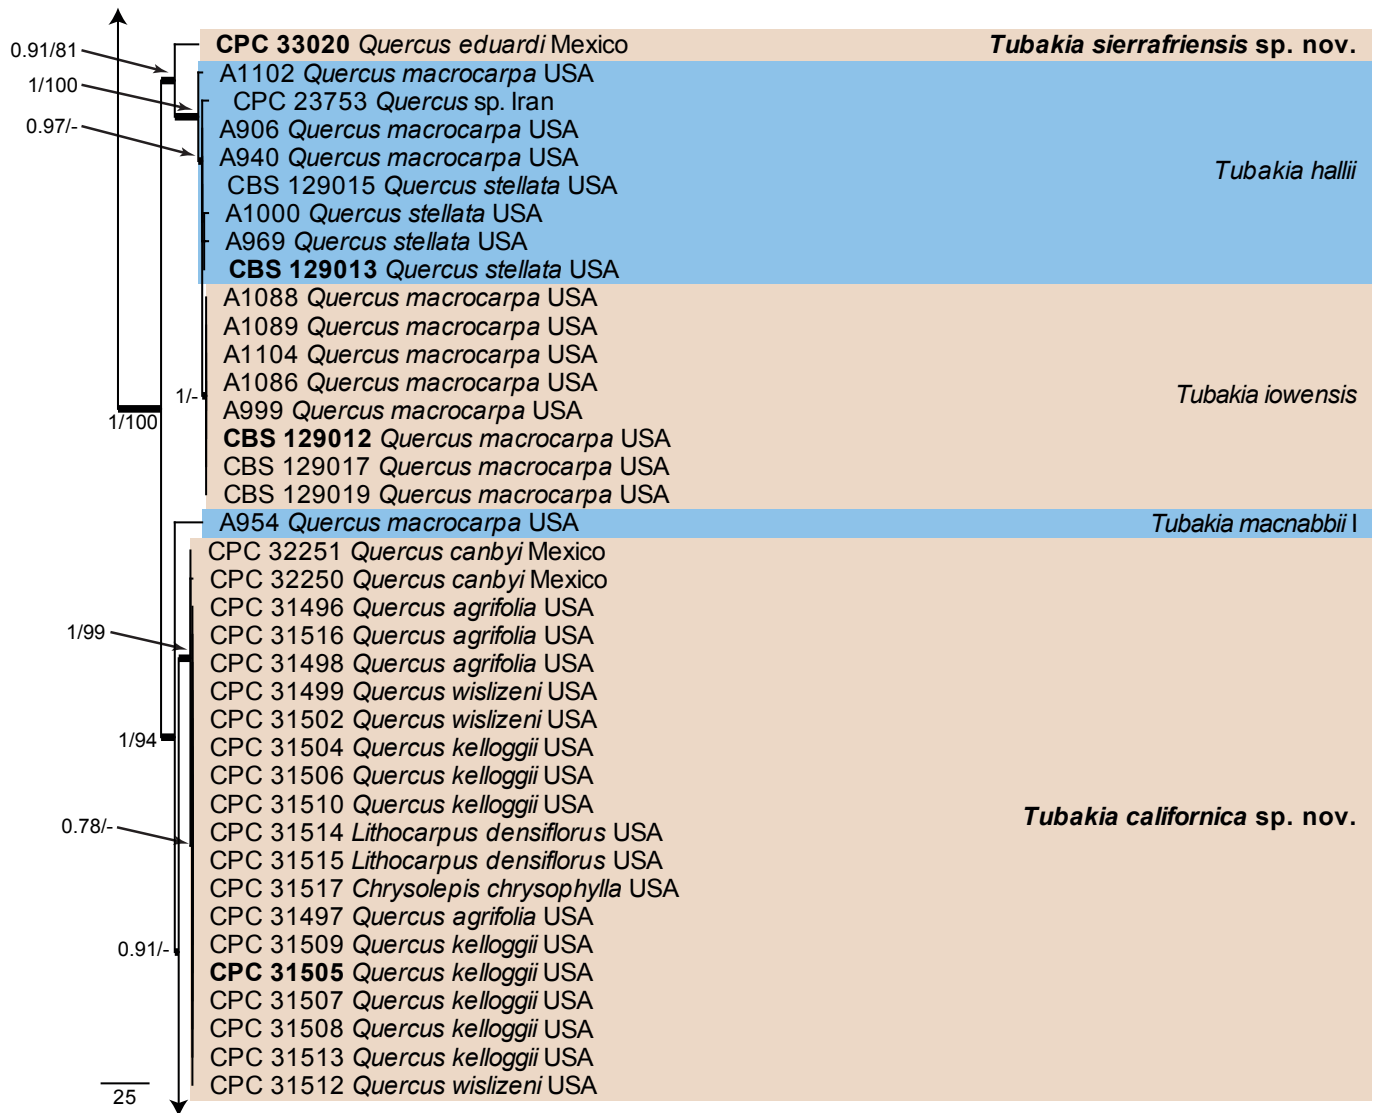 0.91/81
1/100
0.97/-
CPC 33020 Quercus eduardi Mexico Tubakia sierrafriensis sp. nov.
A1102 Quercus macrocarpa USA
CPC 23753 Quercus sp. Iran
A906 Quercus macrocarpa USA
A940 Quercus macrocarpa USA
Tubakia hallii
CBS 129015 Quercus stellata USA
A1000 Quercus stellata USA
A969 Quercus stellata USA
CBS 129013 Quercus stellata USA
A1088 Quercus macrocarpa USA
A1089 Quercus macrocarpa USA
A1104 Quercus macrocarpa USA
A1086 Quercus macrocarpa USA
1/-
Tubakia iowensis
A999 Quercus macrocarpa USA
1/100
CBS 129012 Quercus macrocarpa USA
CBS 129017 Quercus macrocarpa USA
CBS 129019 Quercus macrocarpa USA
A954 Quercus macrocarpa USA Tubakia macnabbii I
CPC 32251 Quercus canbyi Mexico
CPC 32250 Quercus canbyi Mexico
CPC 31496 Quercus agrifolia USA
1/99
CPC 31516 Quercus agrifolia USA
CPC 31498 Quercus agrifolia USA
CPC 31499 Quercus wislizeni USA
CPC 31502 Quercus wislizeni USA
1/94
CPC 31504 Quercus kelloggii USA
CPC 31506 Quercus kelloggii USA
CPC 31510 Quercus kelloggii USA
Tubakia californica sp. nov.
0.78/-
CPC 31514 Lithocarpus densiflorus USA
CPC 31515 Lithocarpus densiflorus USA
CPC 31517 Chrysolepis chrysophylla USA
CPC 31497 Quercus agrifolia USA
0.91/-
CPC 31509 Quercus kelloggii USA
CPC 31505 Quercus kelloggii USA
CPC 31507 Quercus kelloggii USA
CPC 31508 Quercus kelloggii USA
CPC 31513 Quercus kelloggii USA
CPC 31512 Quercus wislizeni USA
25